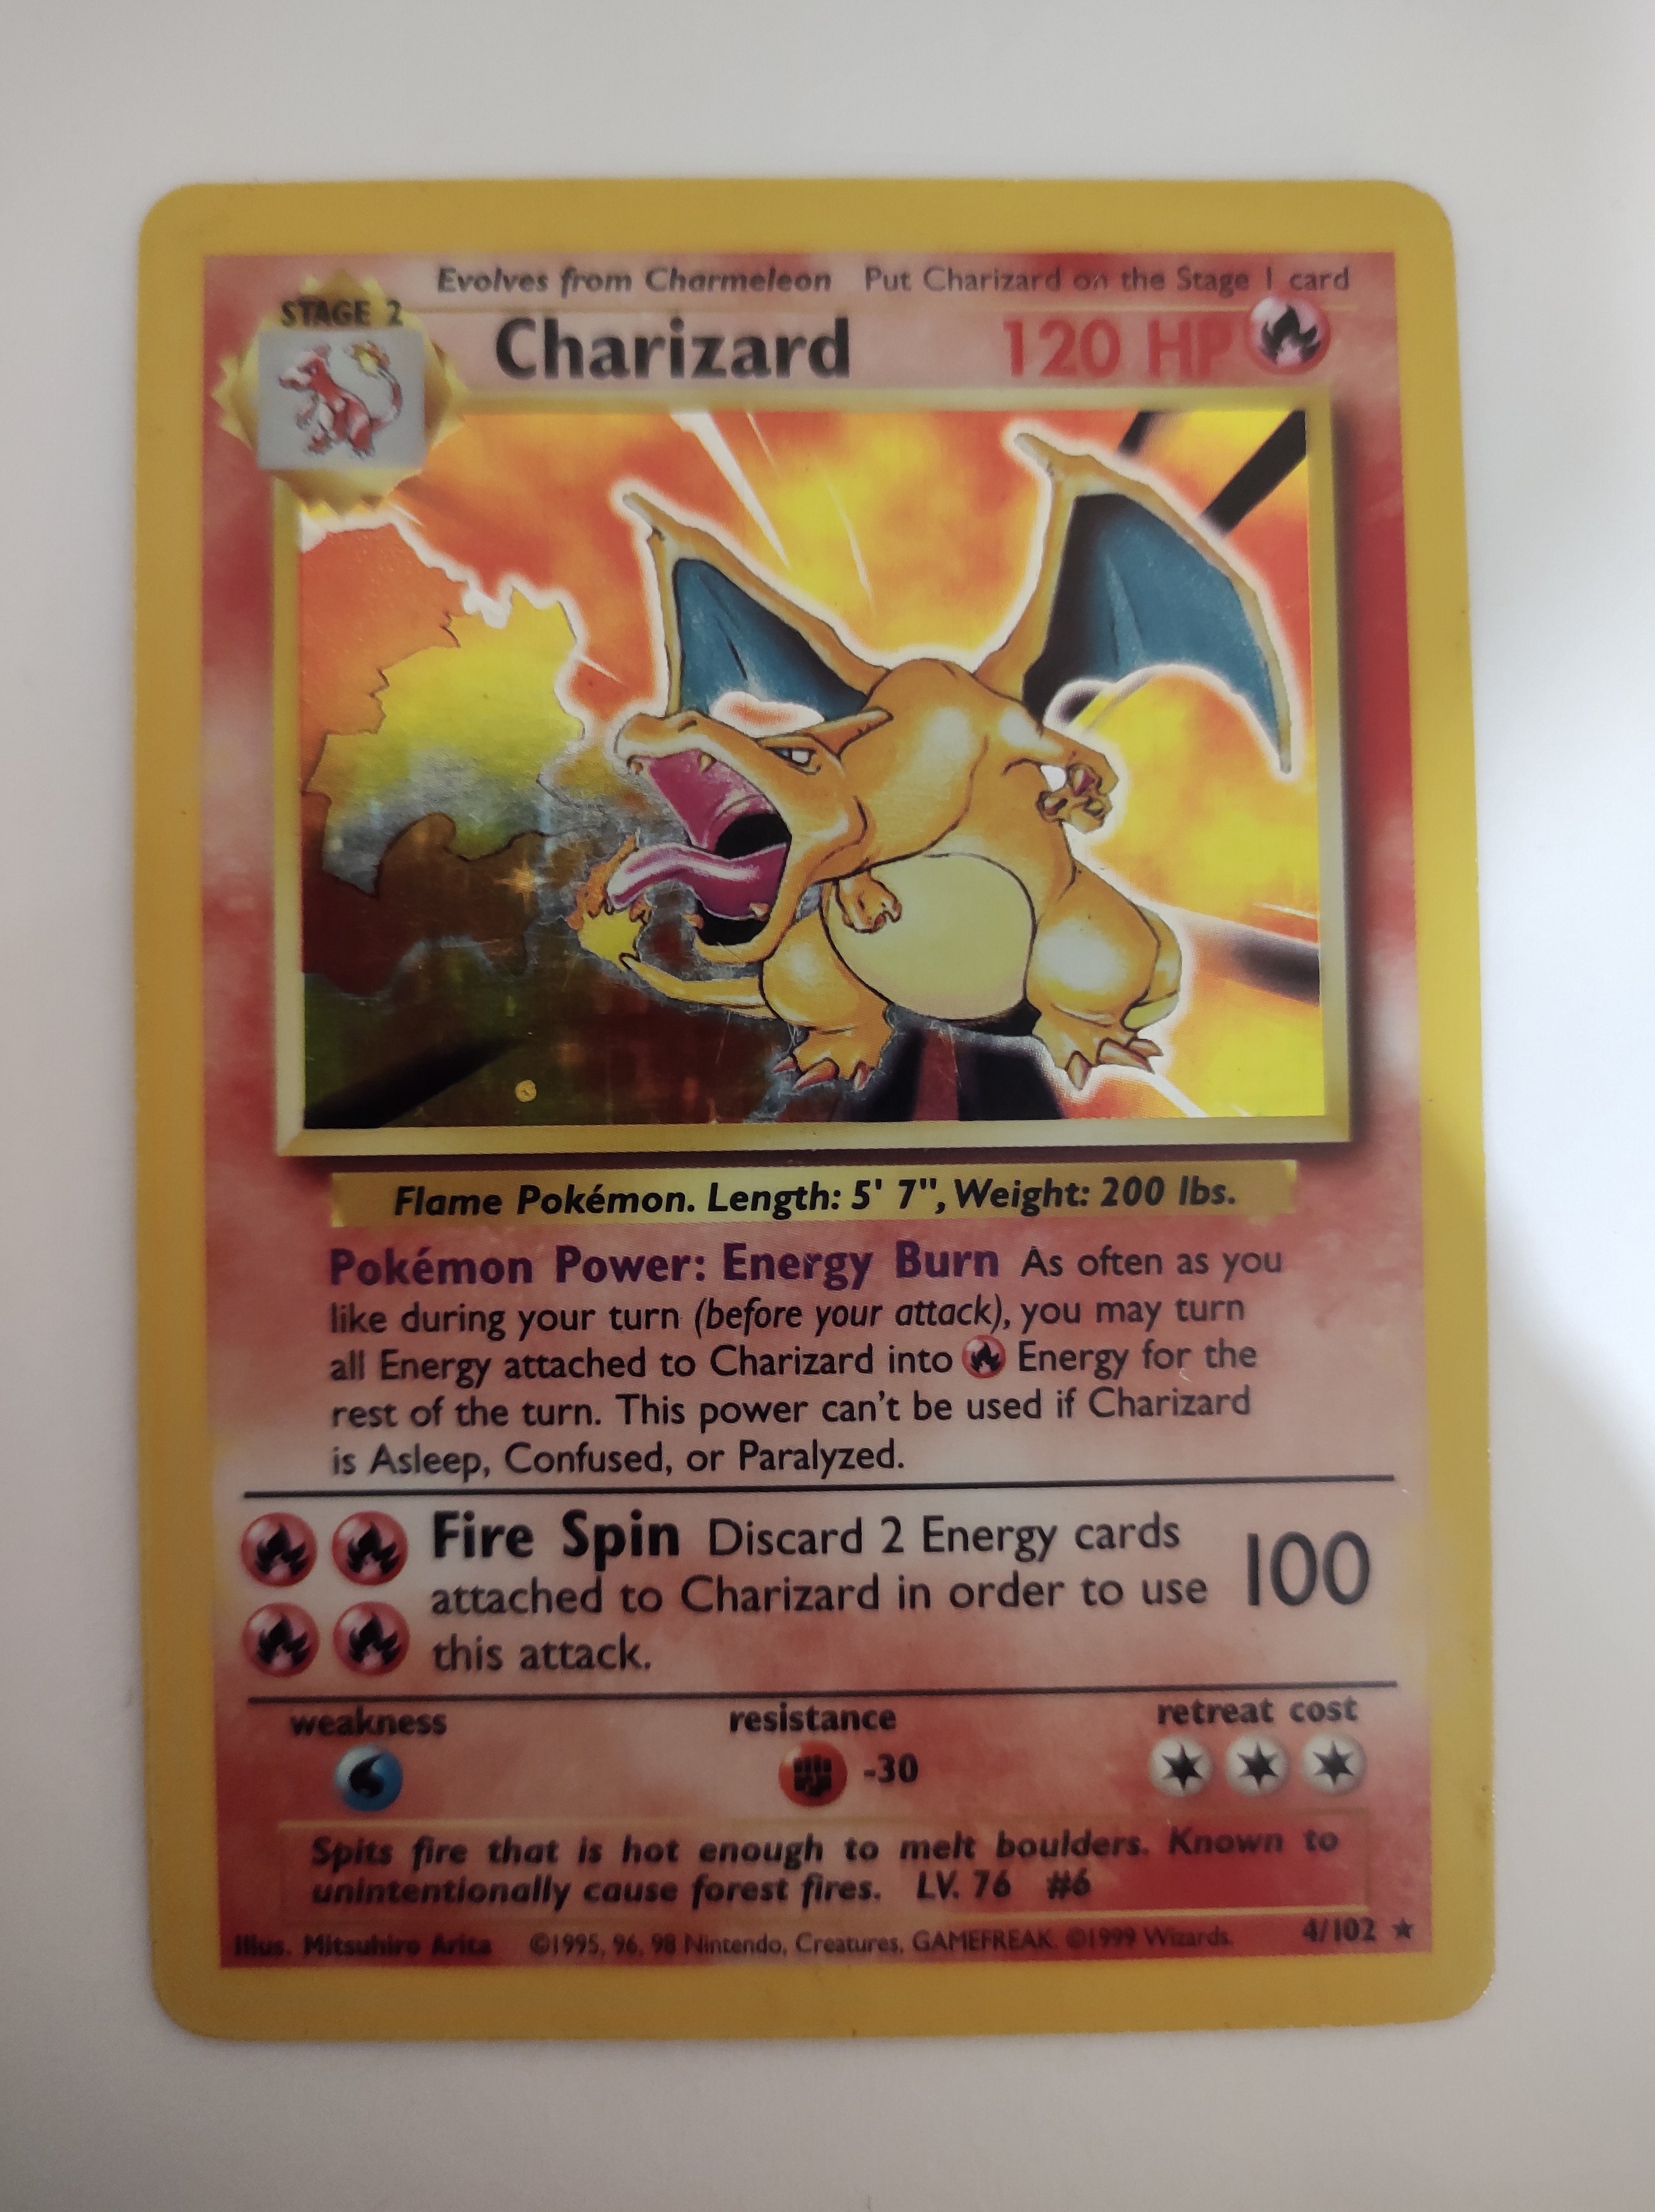 Evolves from Charmeleon Put Charizard on the Stage 1 card
STAGE 2
Charizard 120 HP
Flame Pokémon. Length: 5' 7", Weight: 200 lbs.
Pokémon Power: Energy Burn As often as you
like during your turn (before your attack), you may turn
all Energy attached to Charizard into Energy for the
rest of the turn. This power can't be used if Charizard
is Asleep, Confused, or Paralyzed.
Fire Spin Discard 2 Energy cards
attached to Charizard in order to use 100
this attack.
weakness resistance retreat cost
-30
Spits fire that is hot enough to melt boulders. Known to
unintentionally cause forest fires. LV. 76 #6
Illus. Mitsuhiro Arita ©1995, 96, 98 Nintendo, Creatures, GAMEFREAK. ©1999 Wizards. 4/102 ★